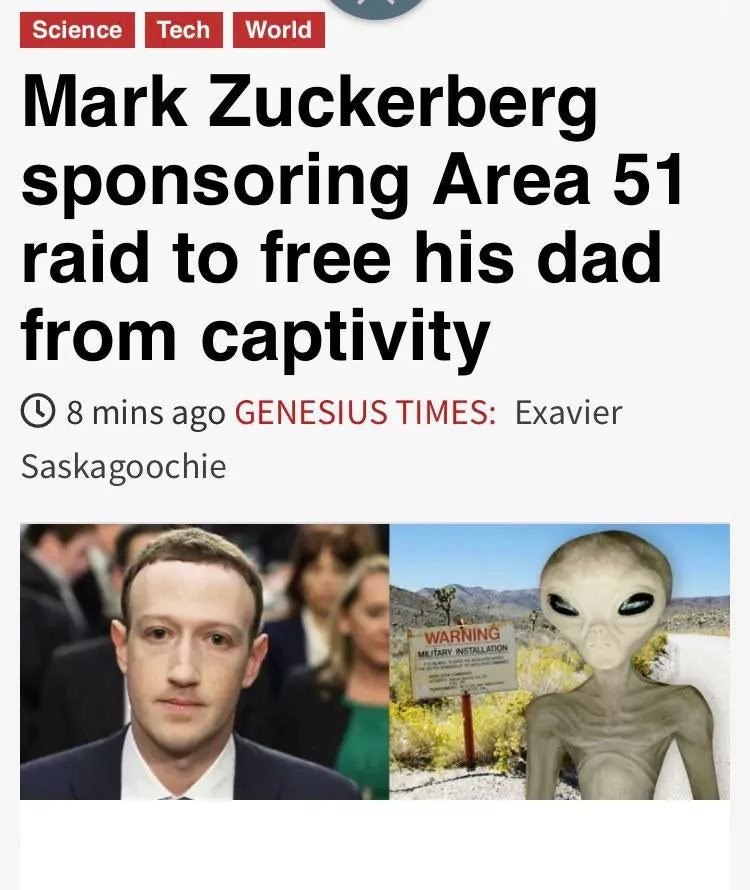 Science Tech World
Mark Zuckerberg
sponsoring Area 51
raid to free his dad
from captivity
8 mins ago GENESIUS TIMES: Exavier
Saskagoochie
WARNING
MILITARY INSTALLATION